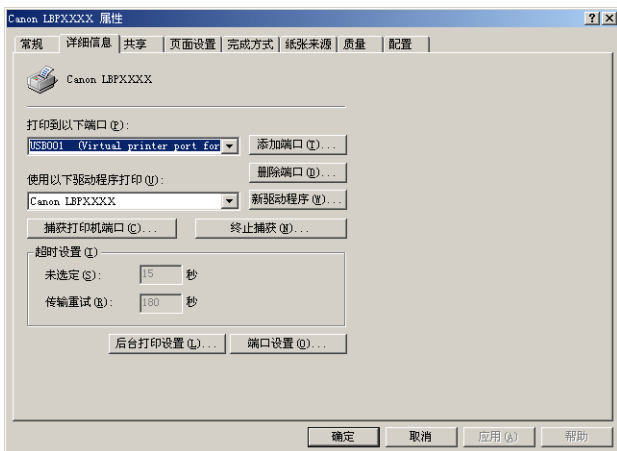 Canon LBPXXXX 属性
常规 详细信息 共享 页面设置 完成方式 纸张来源 质量 配置
Canon LBPXXXX
打印到以下端口(P):
USB001 (Virtual printer port for 添加端口(T)...
删除端口(D)...
使用以下驱动程序打印(U):
Canon LBPXXXX 新驱动程序(W)...
捕获打印机端口(C)... 终止捕获(N)...
超时设置(I)
未选定(S): 15 秒
传输重试(R): 180 秒
后台打印设置(L)... 端口设置(O)...
确定 取消 应用(A) 帮助